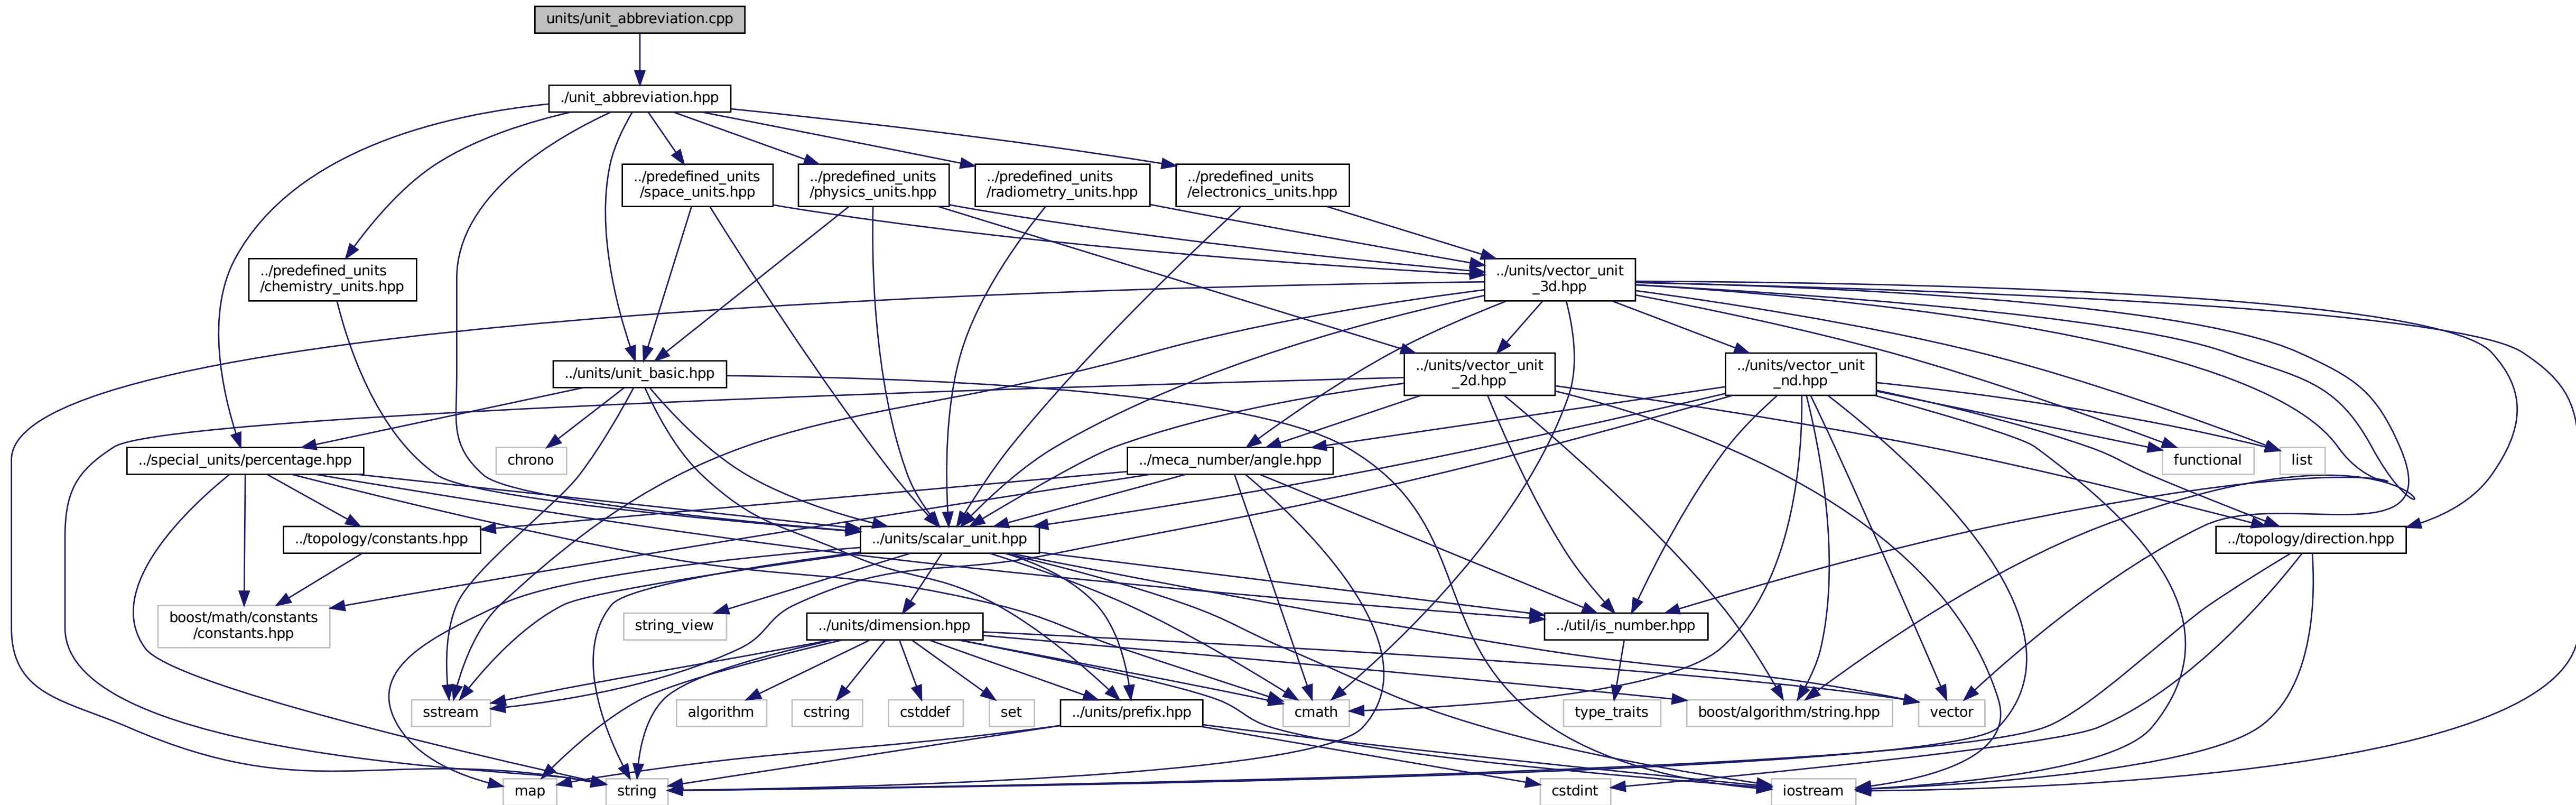 units/unit_abbreviation.cpp
./unit_abbreviation.hpp
../predefined_units
/space_units.hpp
../predefined_units
/physics_units.hpp
../predefined_units
/radiometry_units.hpp
../predefined_units
/electronics_units.hpp
../predefined_units
/chemistry_units.hpp
../units/vector_unit
_3d.hpp
../units/unit_basic.hpp
../units/vector_unit
_2d.hpp
../units/vector_unit
_nd.hpp
../special_units/percentage.hpp
chrono
../meca_number/angle.hpp
functional
list
../topology/constants.hpp
../units/scalar_unit.hpp
../topology/direction.hpp
boost/math/constants
/constants.hpp
string_view
../units/dimension.hpp
../util/is_number.hpp
sstream
algorithm
cstring
cstddef
set
../units/prefix.hpp
cmath
type_traits
boost/algorithm/string.hpp
vector
map
string
cstdint
iostream